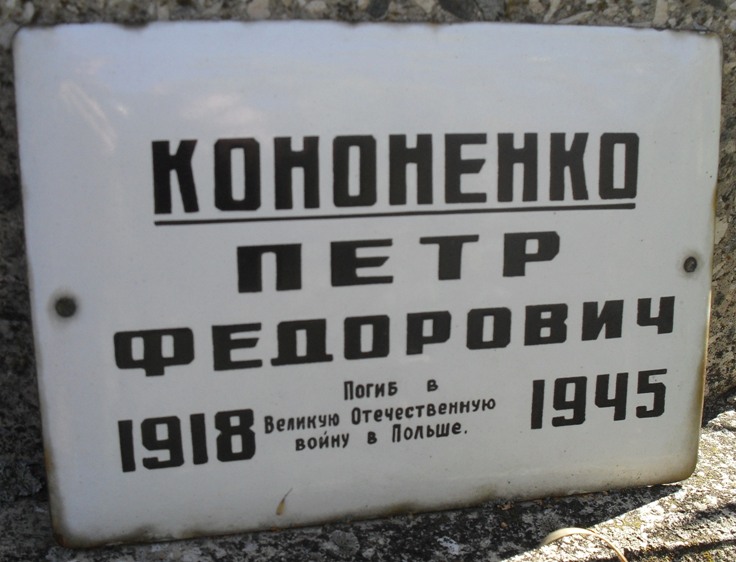 КОНОНЕНКО
ПЕТР
ФЕДОРОВИЧ
1918 1945
Погиб в
Великую Отечественную
войну в Польше.